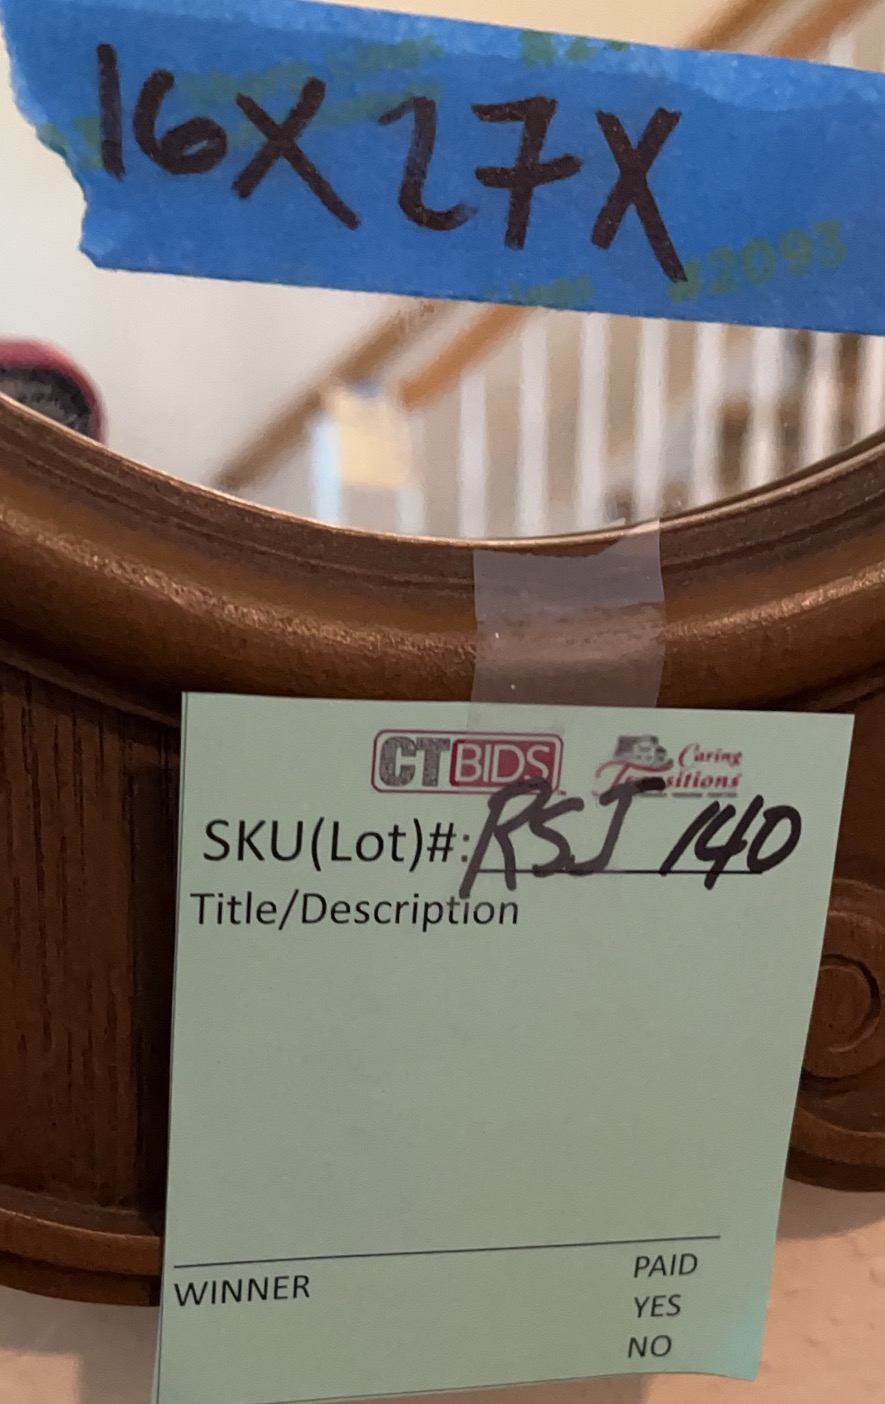 16X27X
#2093
CTBIDS
Caring
Transitions
SKU(Lot)#: RSJ 140
Title/Description
WINNER
PAID
YES
NO